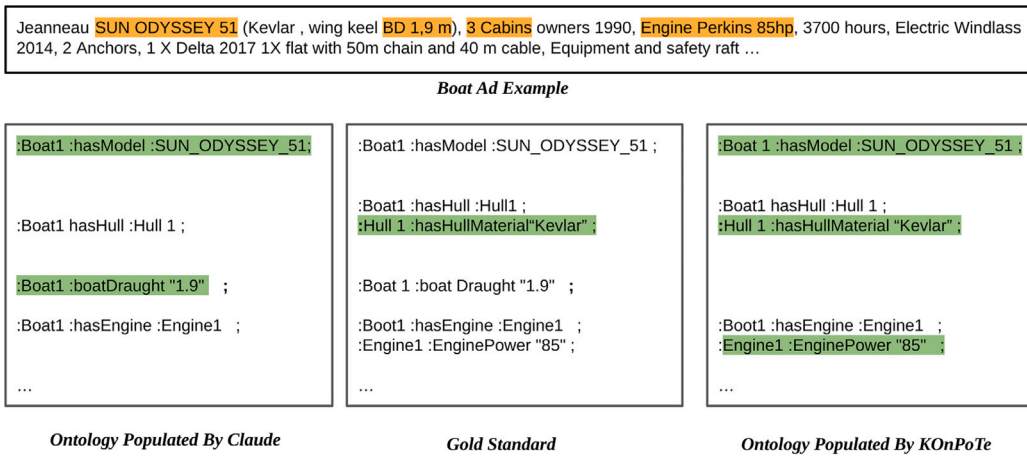 Jeanneau SUN ODYSSEY 51 (Kevlar , wing keel BD 1,9 m), 3 Cabins owners 1990, Engine Perkins 85hp, 3700 hours, Electric Windlass
2014, 2 Anchors, 1 X Delta 2017 1X flat with 50m chain and 40 m cable, Equipment and safety raft …
Boat Ad Example
:Boat1 :hasModel :SUN_ODYSSEY_51;
:Boat1 hasHull :Hull 1 ;
:Boat1 :boatDraught "1.9" ;
:Boat1 :hasEngine :Engine1 ;
…
Ontology Populated By Claude
:Boat1 :hasModel :SUN_ODYSSEY_51 ;
:Boat1 :hasHull :Hull1 ;
:Hull 1 :hasHullMaterial“Kevlar” ;
:Boat 1 :boat Draught "1.9" ;
:Boot1 :hasEngine :Engine1 ;
:Engine1 :EnginePower "85" ;
…
Gold Standard
:Boat 1 :hasModel :SUN_ODYSSEY_51 ;
:Boat1 hasHull :Hull 1 ;
:Hull 1 :hasHullMaterial “Kevlar” ;
:Boot1 :hasEngine :Engine1 ;
:Engine1 :EnginePower "85" ;
…
Ontology Populated By KOnPoTe